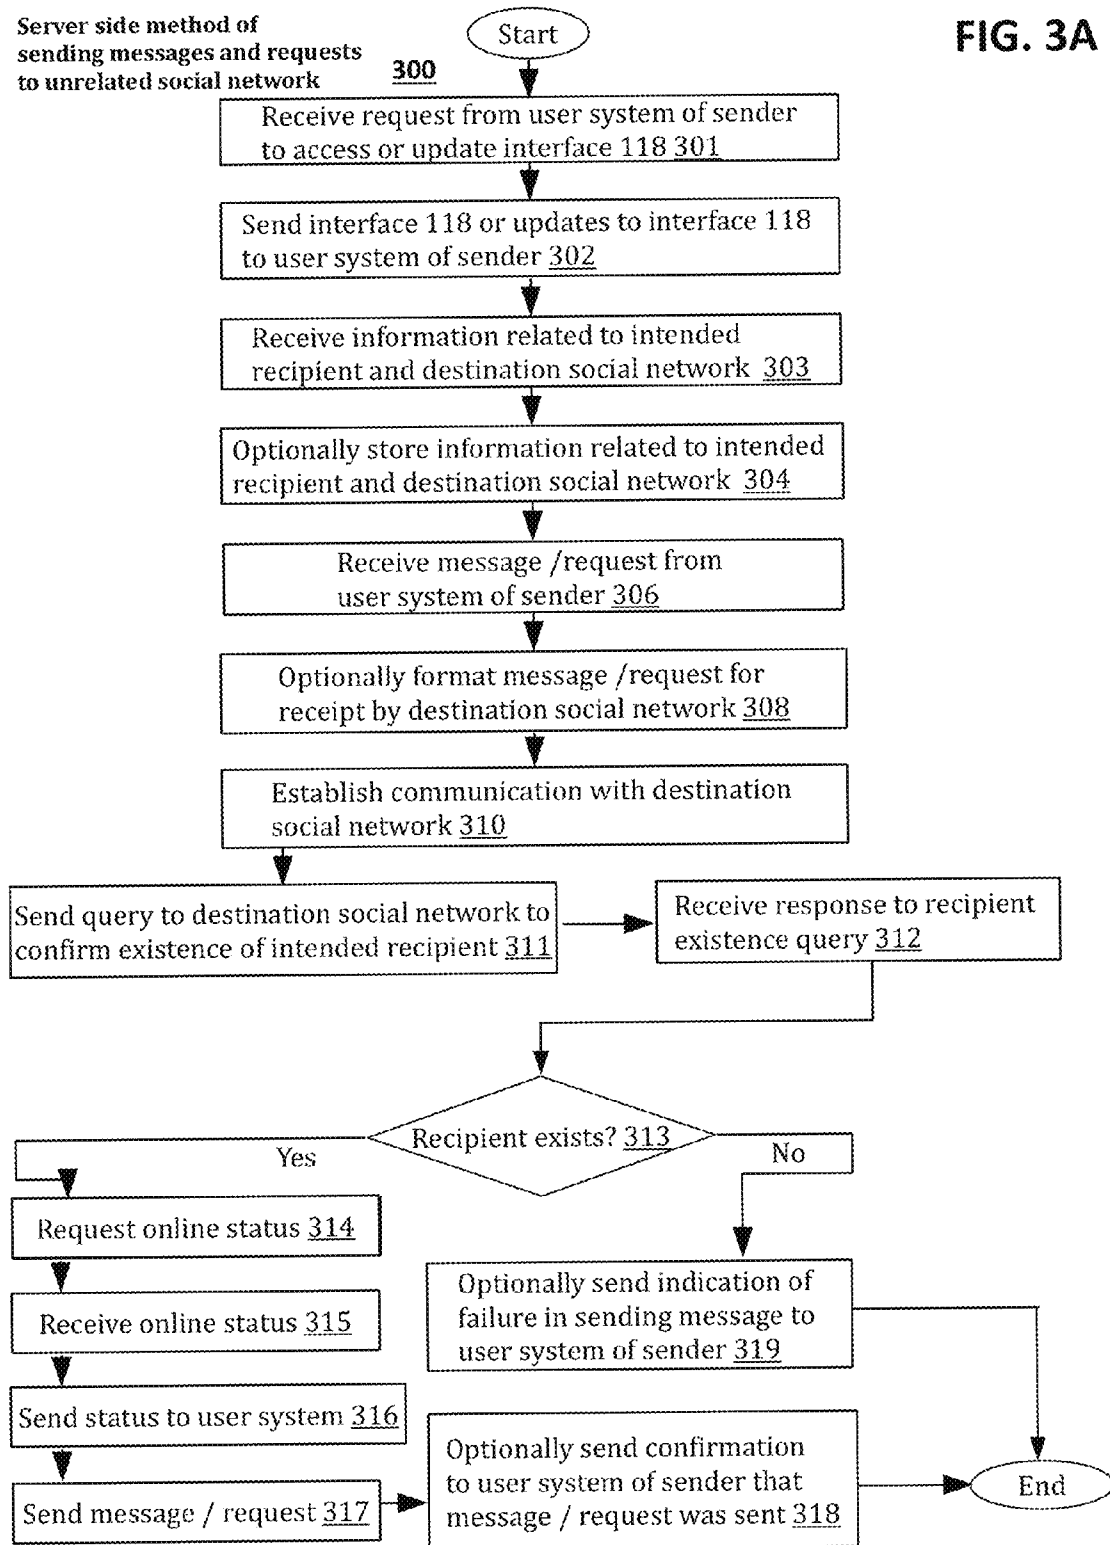 Server side method of
sending messages and requests
to unrelated social network 300
Start
FIG. 3A
Receive request from user system of sender
to access or update interface 118 301
Send interface 118 or updates to interface 118
to user system of sender 302
Receive information related to intended
recipient and destination social network 303
Optionally store information related to intended
recipient and destination social network 304
Receive message /request from
user system of sender 306
Optionally format message /request for
receipt by destination social network 308
Establish communication with destination
social network 310
Send query to destination social network to
confirm existence of intended recipient 311
Receive response to recipient
existence query 312
Recipient exists? 313
Yes
No
Request online status 314
Receive online status 315
Send status to user system 316
Send message / request 317
Optionally send indication of
failure in sending message to
user system of sender 319
Optionally send confirmation
to user system of sender that
message / request was sent 318
End